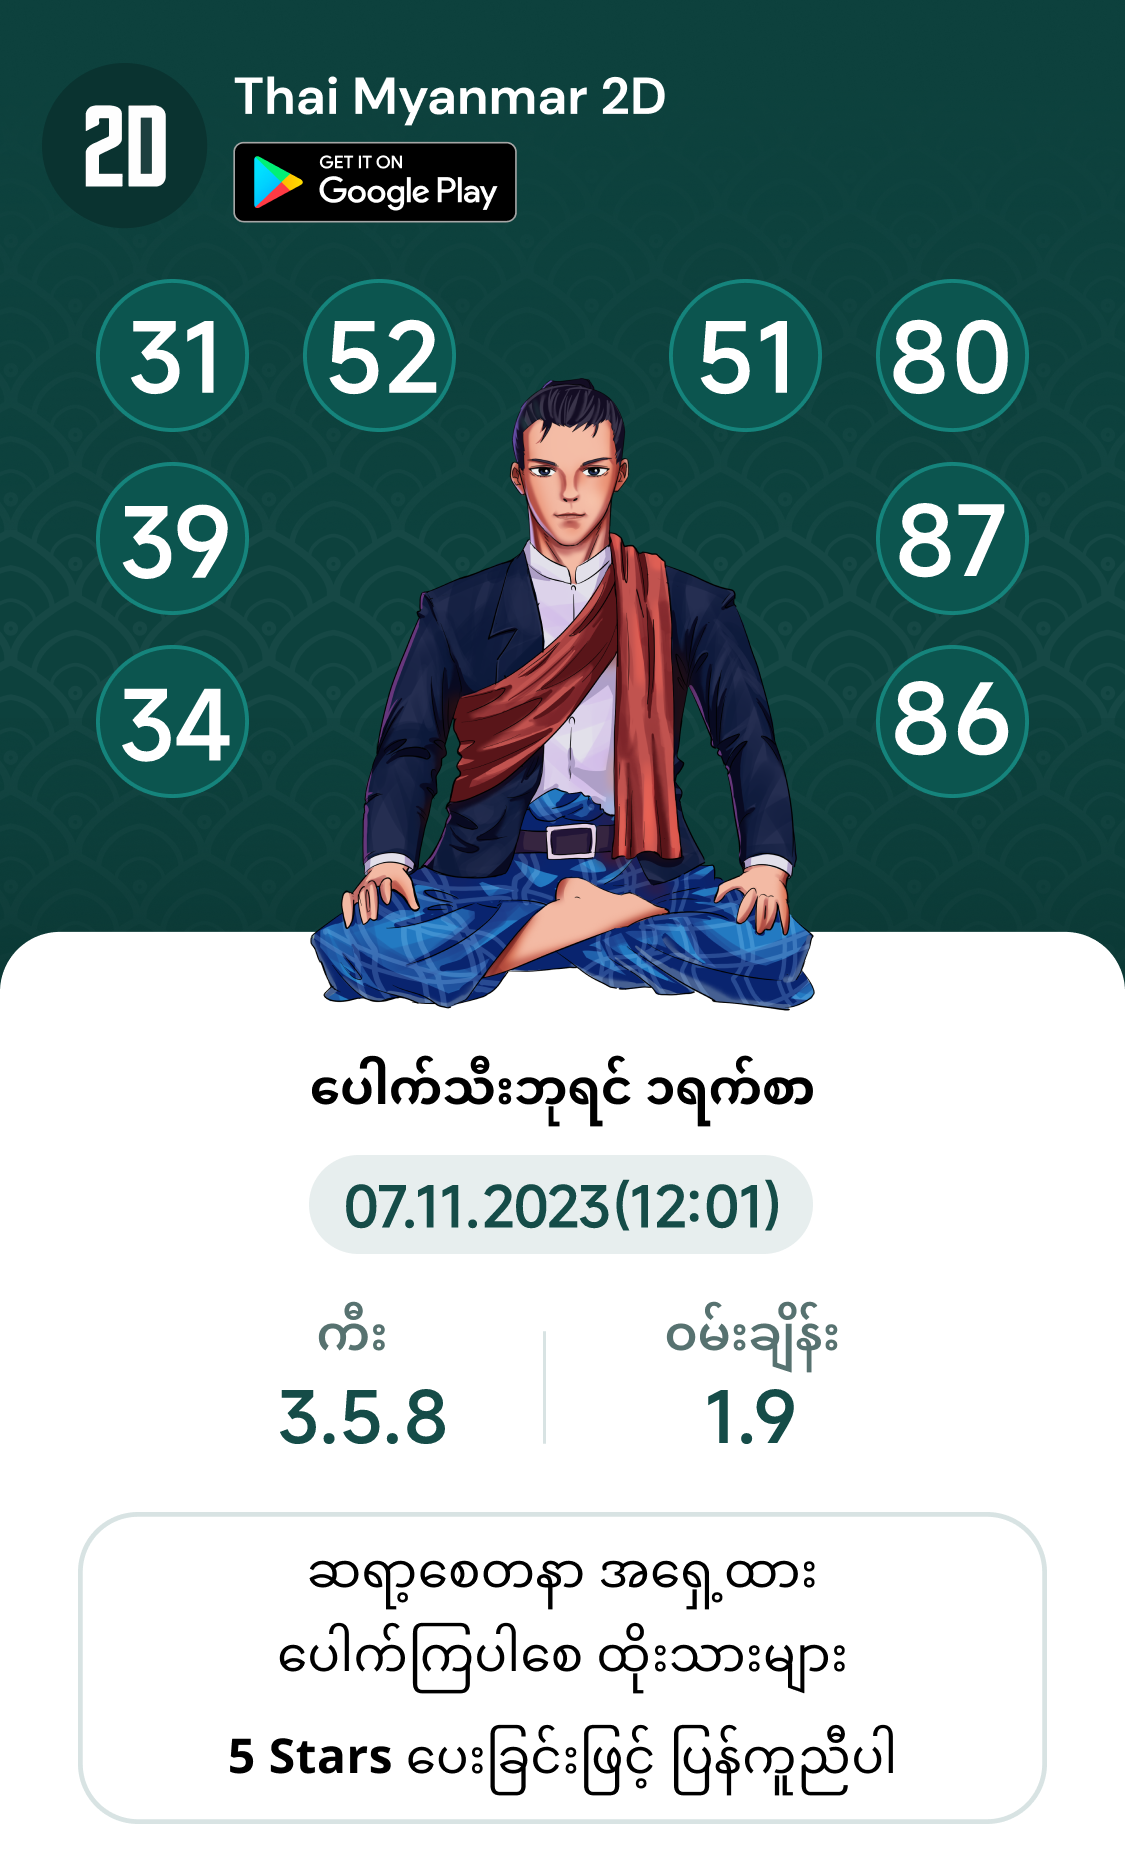 2D
Thai Myanmar 2D
GET IT ON
Google Play
31 52 51 80
39 87
34 86
ပေါက်သီးဘုရင် ၁ရက်စာ
07.11.2023(12:01)
ကီး ဝမ်းချိန်း
3.5.8 1.9
ဆရာ့စေတနာ အရှေ့ထား
ပေါက်ကြပါစေ ထိုးသားများ
5 Stars ပေးခြင်းဖြင့် ပြန်ကူညီပါ